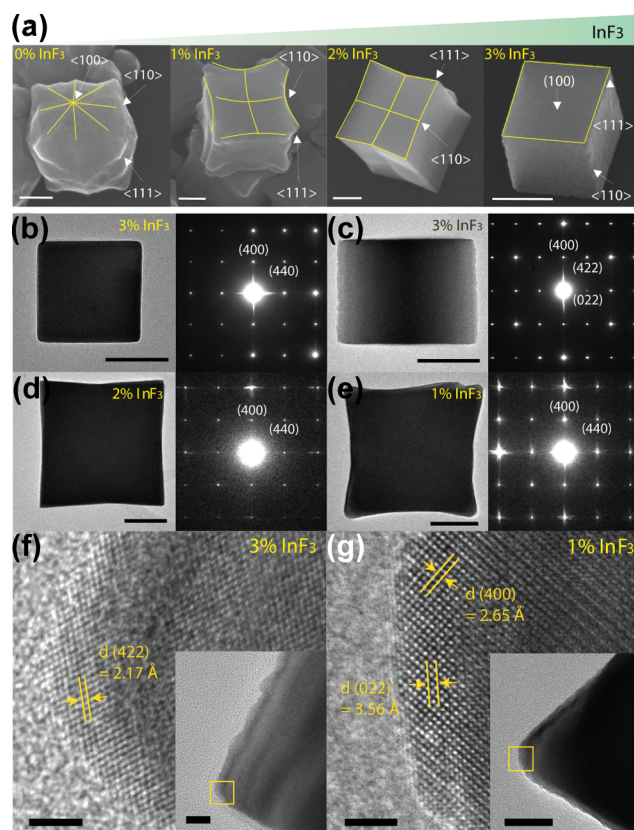 (a)
InF3
0% InF3
<100>
<110>
<111>
1% InF3
<110>
<111>
2% InF3
<111>
<110>
3% InF3
(100)
<111>
<110>
(b)
3% InF3
(400)
(440)
(c)
3% InF3
(400)
(422)
(022)
(d)
2% InF3
(400)
(440)
(e)
1% InF3
(400)
(440)
(f)
3% InF3
d (422)
= 2.17 Å
(g)
1% InF3
d (400)
= 2.65 Å
d (022)
= 3.56 Å